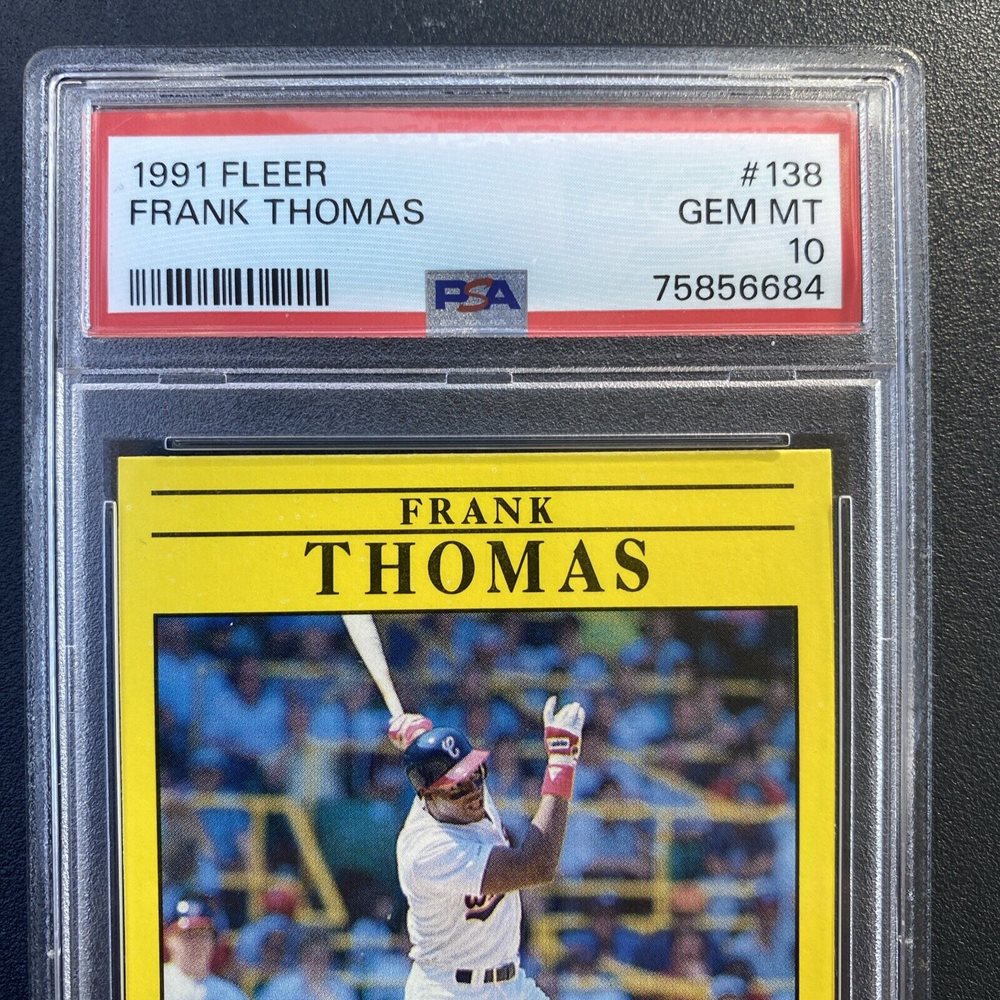 1991 FLEER #138
FRANK THOMAS GEM MT
10
PSA 75856684
FRANK
THOMAS
C